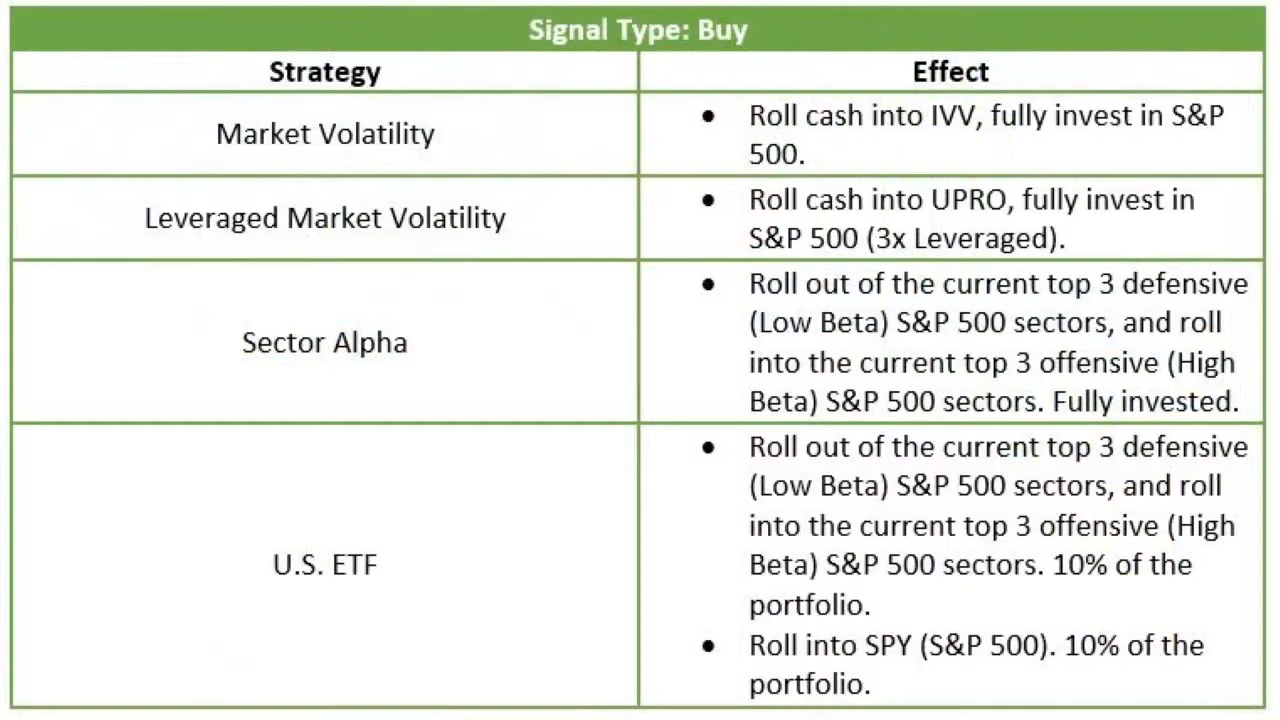 Signal Type: Buy
Strategy
Effect
Market Volatility
• Roll cash into IVV, fully invest in S&P
500.
Leveraged Market Volatility
• Roll cash into UPRO, fully invest in
S&P 500 (3x Leveraged).
Sector Alpha
• Roll out of the current top 3 defensive
(Low Beta) S&P 500 sectors, and roll
into the current top 3 offensive (High
Beta) S&P 500 sectors. Fully invested.
U.S. ETF
• Roll out of the current top 3 defensive
(Low Beta) S&P 500 sectors, and roll
into the current top 3 offensive (High
Beta) S&P 500 sectors. 10% of the
portfolio.
• Roll into SPY (S&P 500). 10% of the
portfolio.